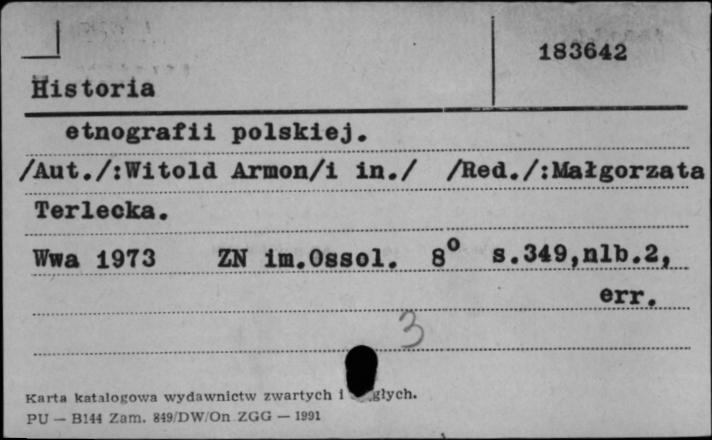 183642
Historia
etnografii polskiej.
/Aut./:Witold Armon/i in./ /Red./:Małgorzata
Terlecka.
Wwa 1973 ZN im.Ossol. 8° s.349,nlb.2,
err.
3
Karta katalogowa wydawnictw zwartych i
PU — B144 Zam. 849/DW/On ZGG — 1991